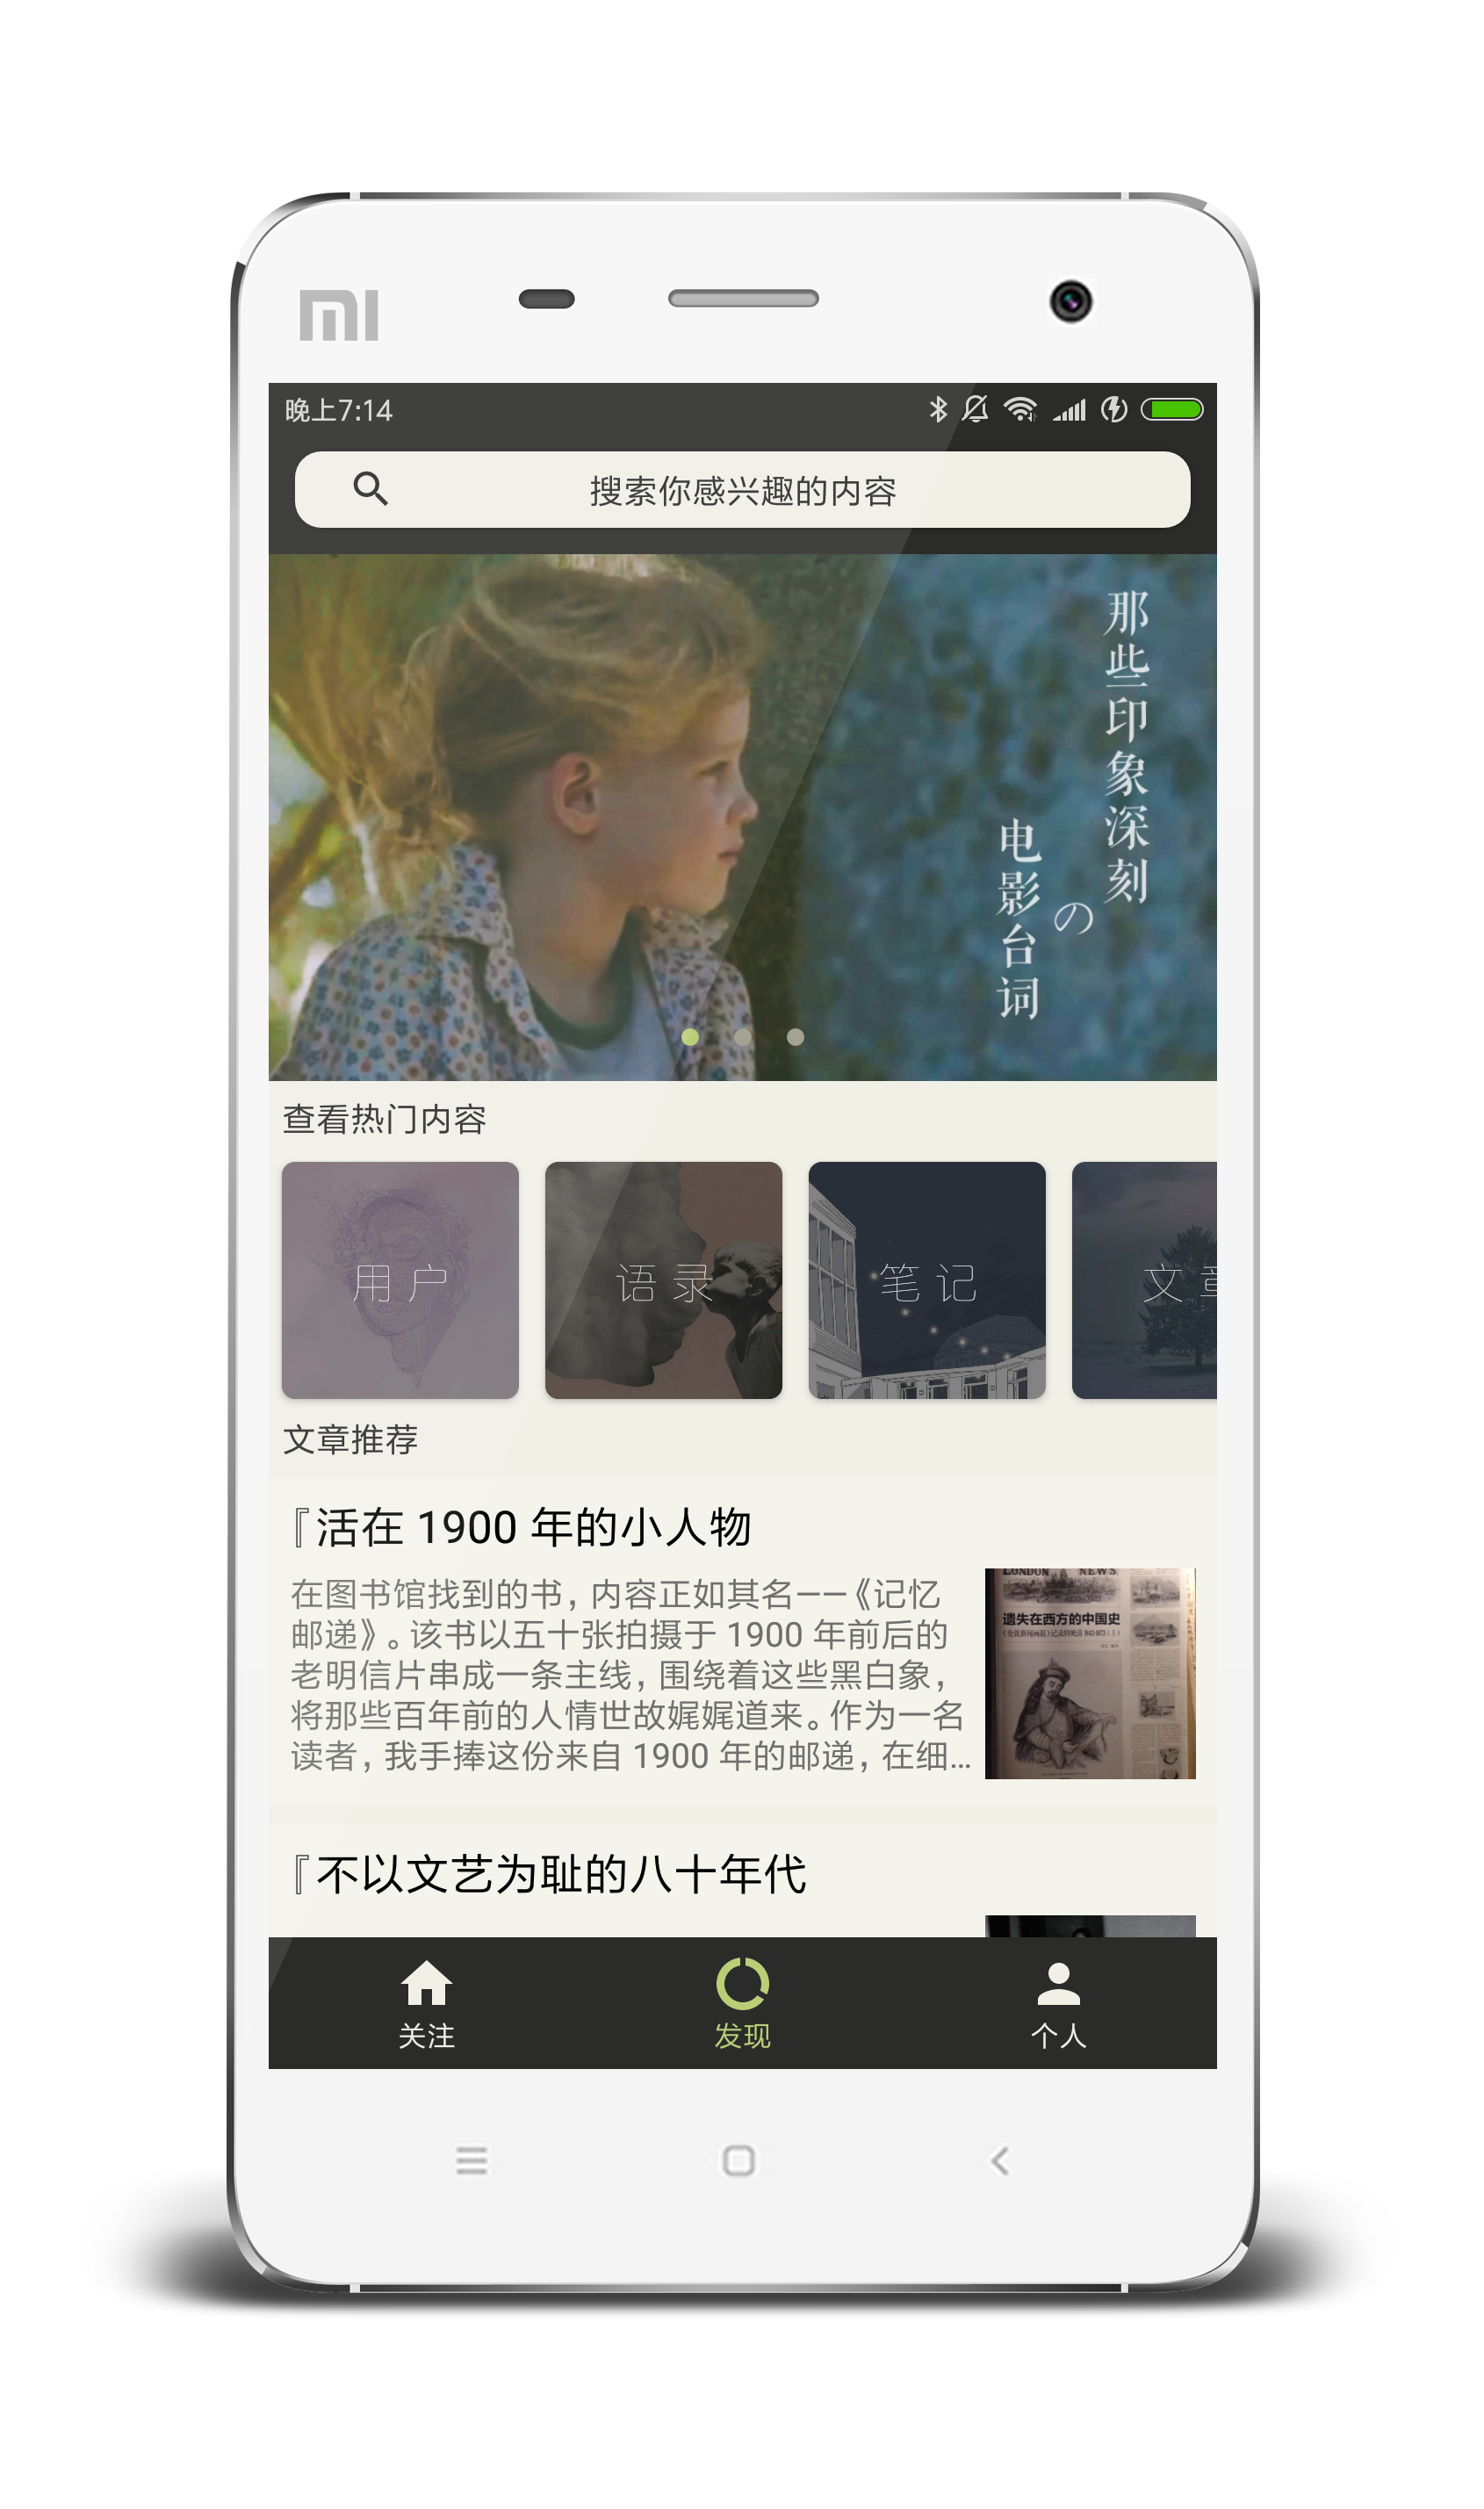 mi
晚上7:14
搜索你感兴趣的内容
那些印象深刻
の
电影台词
查看热门内容
用户
语录
笔记
文章
文章推荐
『活在 1900 年的小人物
在图书馆找到的书，内容正如其名——《记忆
邮递》。该书以五十张拍摄于 1900 年前后的
老明信片串成一条主线，围绕着这些黑白象，
将那些百年前的人情世故娓娓道来。作为一名
读者，我手捧这份来自 1900 年的邮递，在细...
LONDON NEWS
遗失在西方的中国史
『不以文艺为耻的八十年代
关注
发现
个人